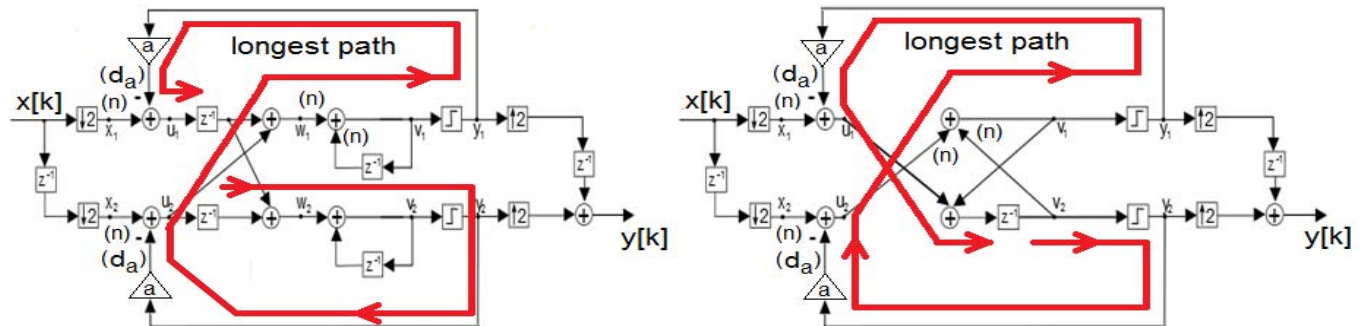 a
longest path
(dₐ)
x[k]
(n) -
(n)
↓2
x₁
u₁
z⁻¹
w₁
(n)
v₁
y₁
↑2
z⁻¹
z⁻¹
z⁻¹
↓2
x₂
u₂
z⁻¹
w₂
v₂
y₂
↑2
(n) -
(dₐ)
z⁻¹
y[k]
a
a
longest path
(dₐ)
x[k]
(n) -
↓2
x₁
u₁
(n)
v₁
y₁
↑2
(n)
z⁻¹
z⁻¹
↓2
x₂
u₂
z⁻¹
v₂
y₂
↑2
(n) -
(dₐ)
y[k]
a